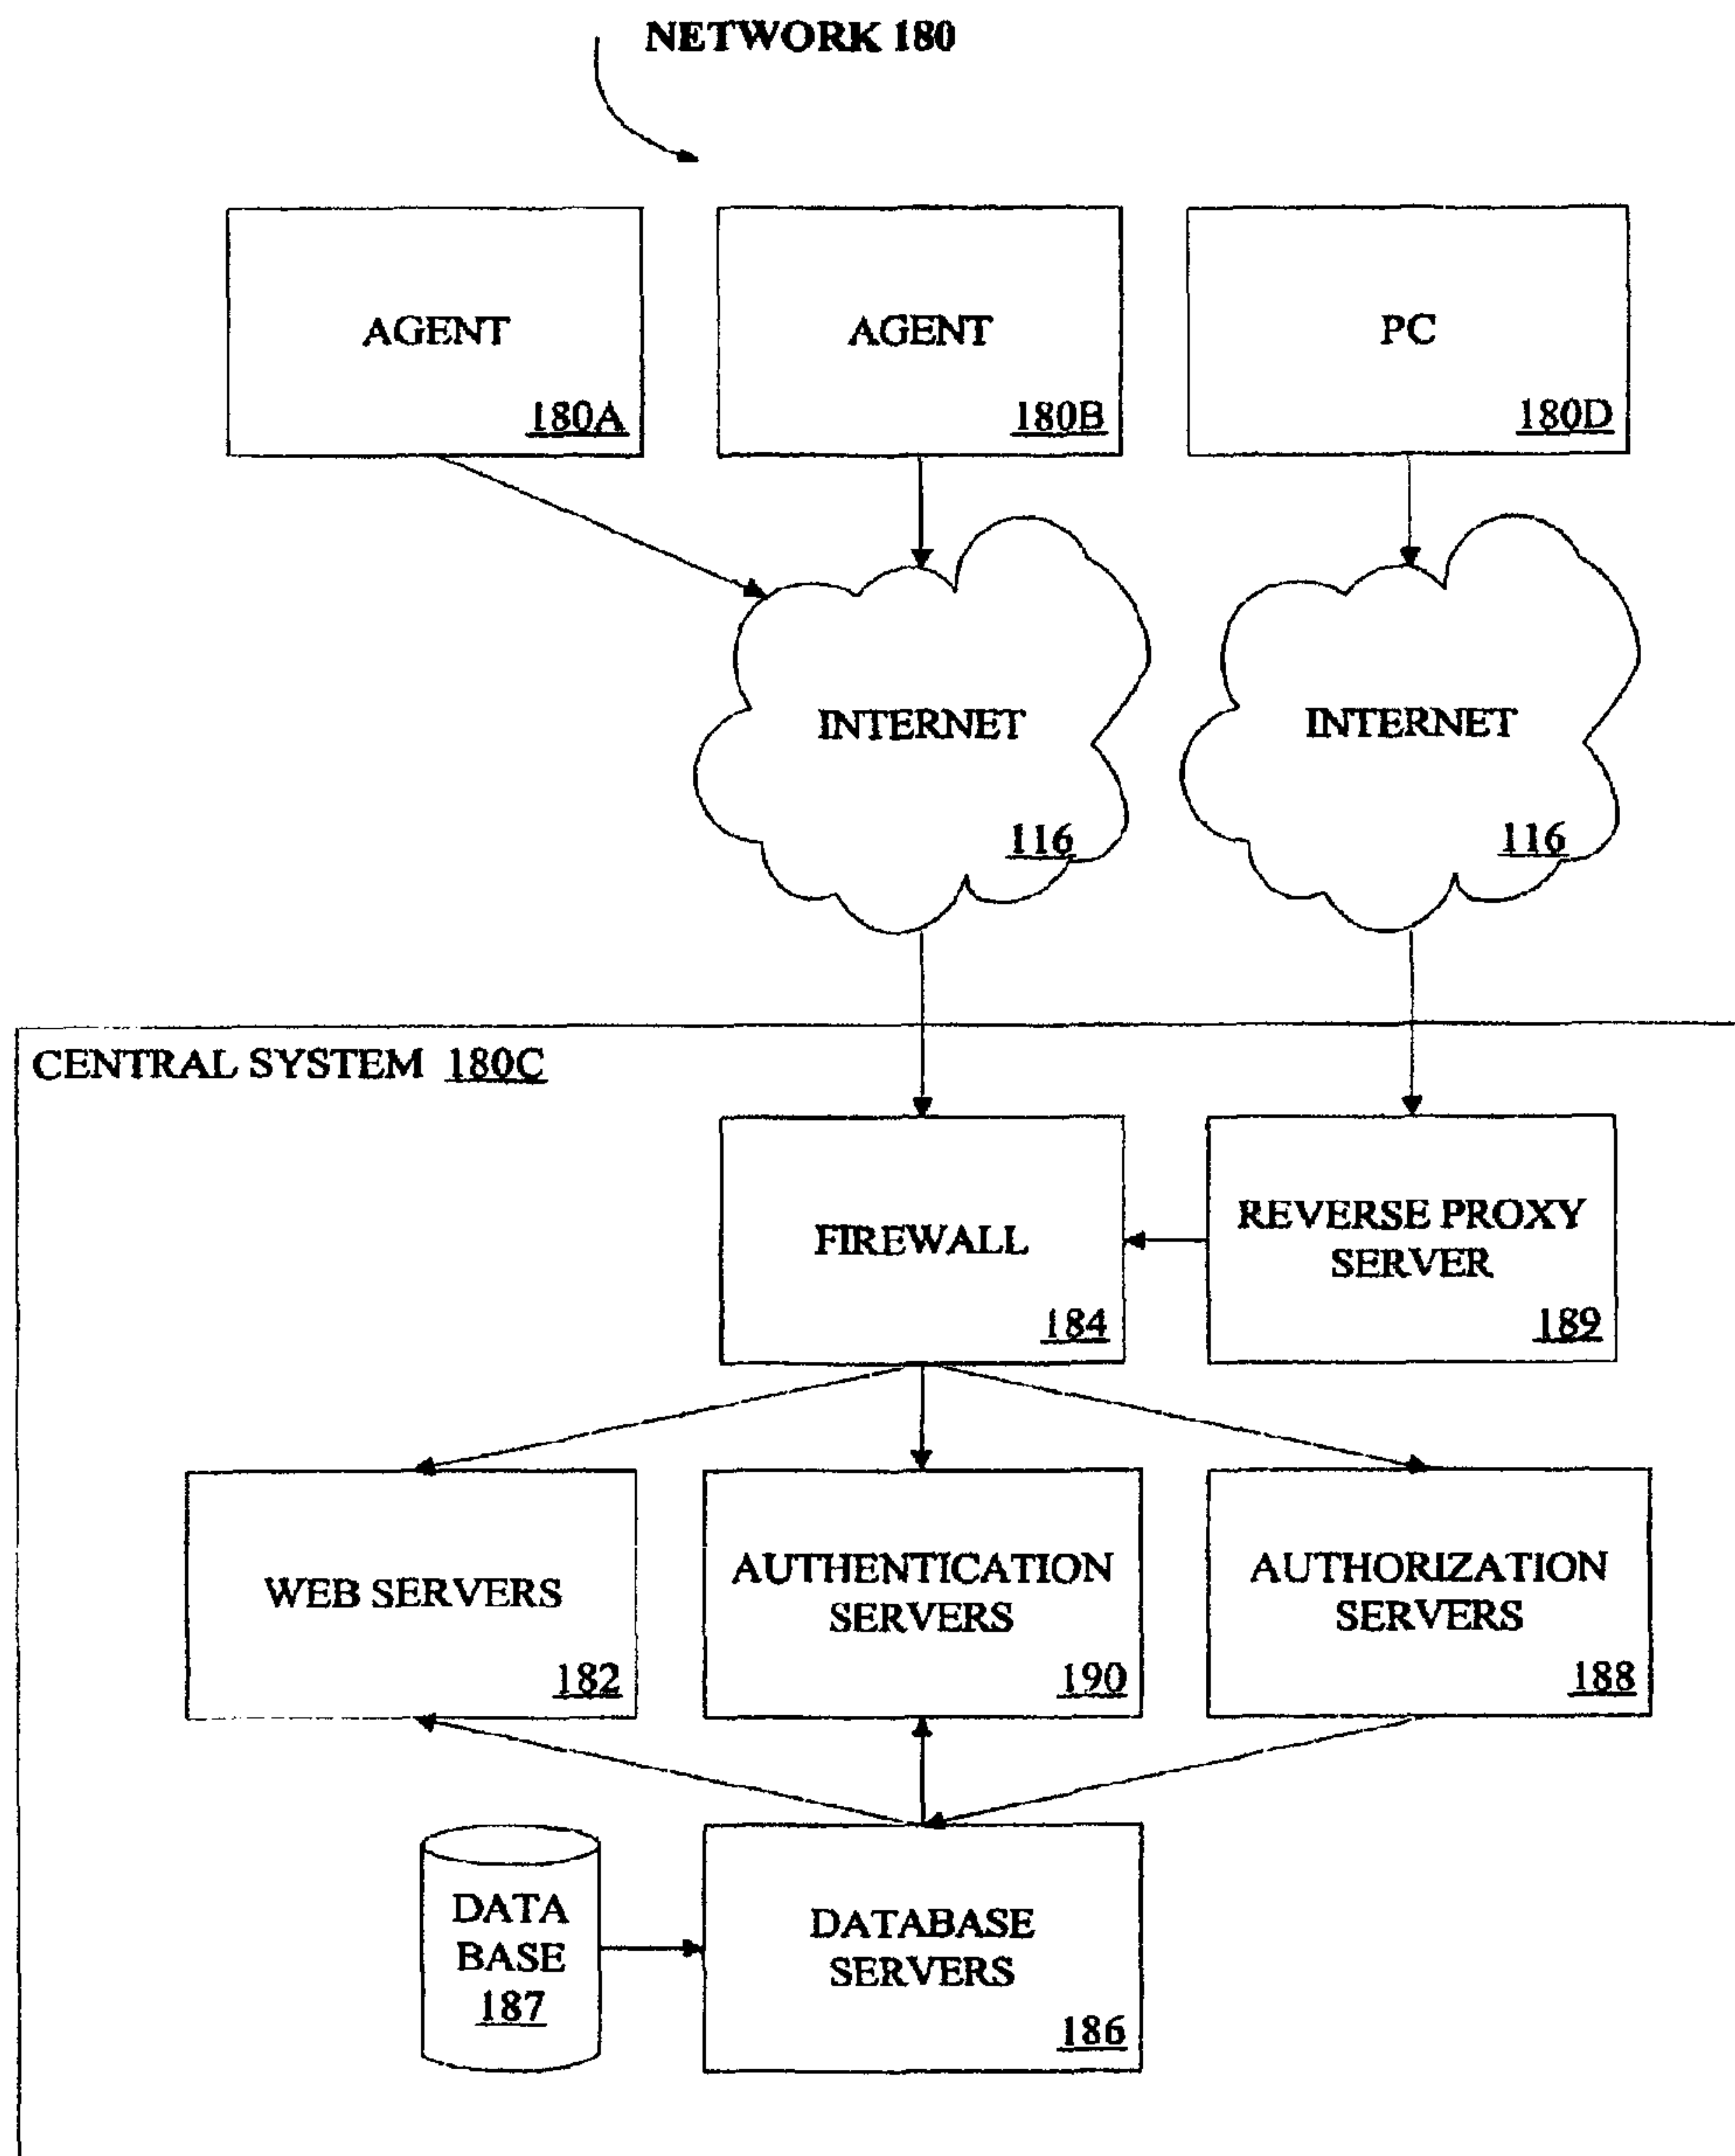 NETWORK 180
AGENT
180A
AGENT
180B
PC
180D
INTERNET
116
INTERNET
116
CENTRAL SYSTEM 180C
FIREWALL
184
REVERSE PROXY
SERVER
189
WEB SERVERS
182
AUTHENTICATION
SERVERS
190
AUTHORIZATION
SERVERS
188
DATA
BASE
187
DATABASE
SERVERS
186